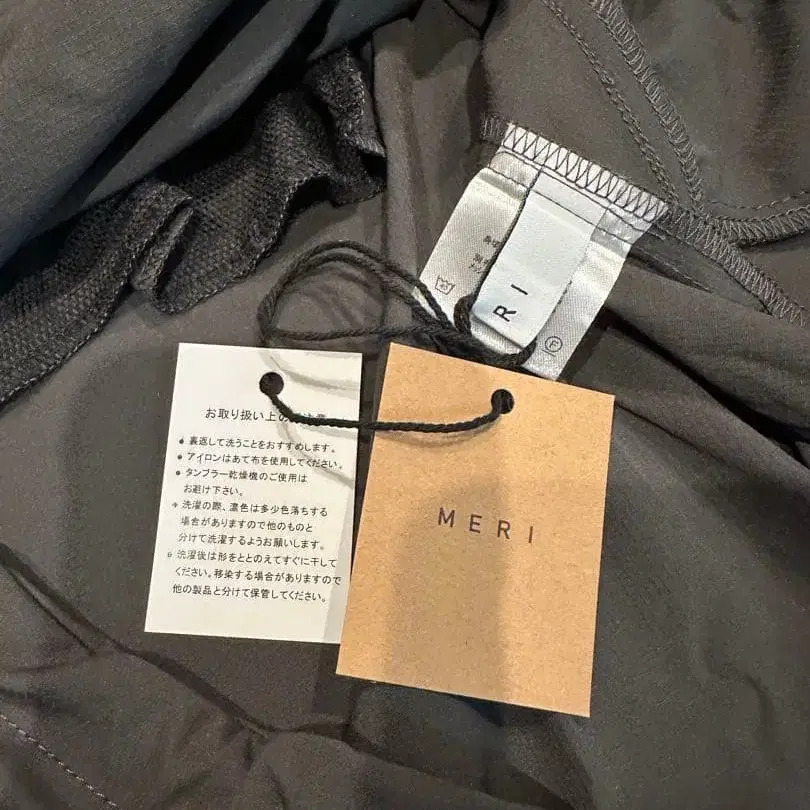 お取り扱い上のご注意
裏返して洗うことをおすすめします。
アイロンはあて布を使用してください。
タンブラー乾燥機のご使用は
お避け下さい。
洗濯の際、濃色は多少色落ちする
場合がありますので他のものと
分けて洗濯するようお願いします。
洗濯後は形をととのえてすぐに干して
ください。移染する場合がありますので
他の製品と分けて保管してください。
MERI
RI
F